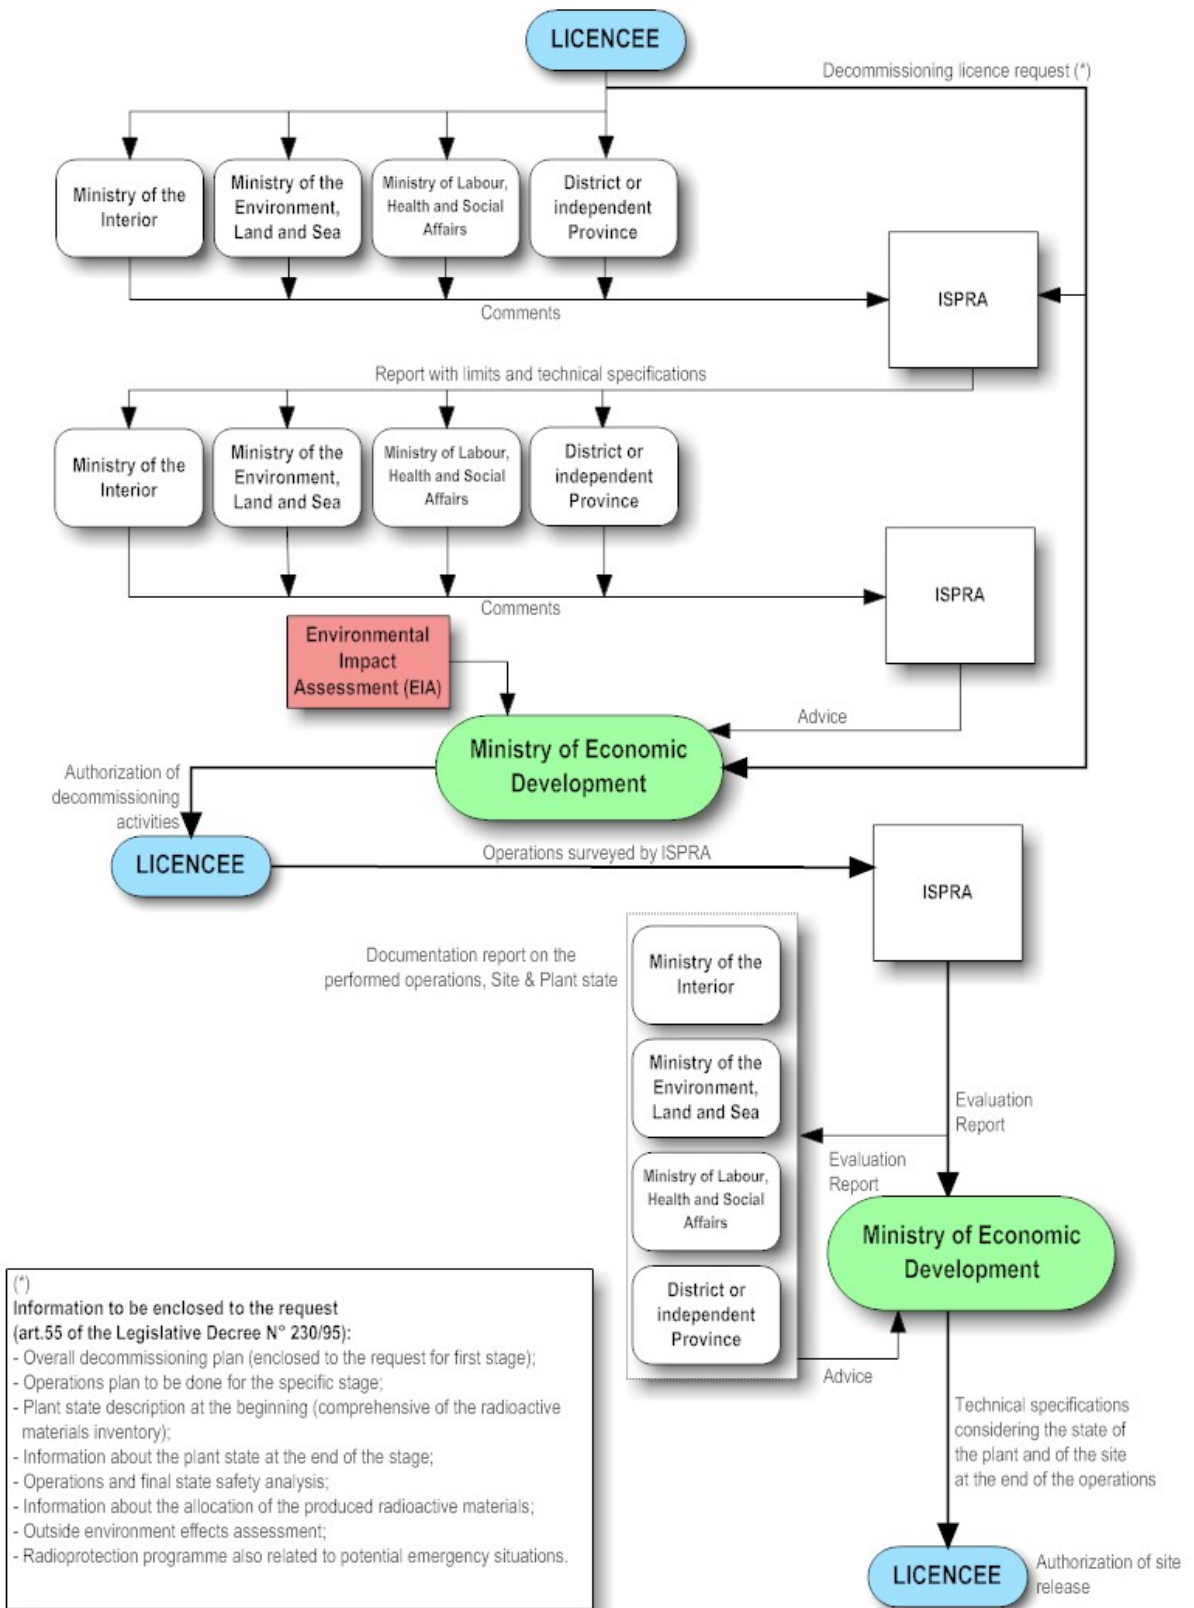 LICENCEE
Decommissioning licence request (*)
Ministry of the
Interior
Ministry of the
Environment,
Land and Sea
Ministry of Labour,
Health and Social
Affairs
District or
independent
Province
ISPRA
Comments
Report with limits and technical specifications
Ministry of the
Interior
Ministry of the
Environment,
Land and Sea
Ministry of Labour,
Health and Social
Affairs
District or
independent
Province
ISPRA
Comments
Environmental
Impact
Assessment (EIA)
Advice
Ministry of Economic
Development
Authorization of
decommissioning
activities
LICENCEE
Operations surveyed by ISPRA
ISPRA
Documentation report on the
performed operations, Site & Plant state
Ministry of the
Interior
Ministry of the
Environment,
Land and Sea
Ministry of Labour,
Health and Social
Affairs
District or
independent
Province
Evaluation
Report
Evaluation
Report
Ministry of Economic
Development
Advice
Technical specifications
considering the state of
the plant and of the site
at the end of the operations
LICENCEE
Authorization of site
release
(*)
Information to be enclosed to the request
(art.55 of the Legislative Decree N° 230/95):
- Overall decommissioning plan (enclosed to the request for first stage);
- Operations plan to be done for the specific stage;
- Plant state description at the beginning (comprehensive of the radioactive
materials inventory);
- Information about the plant state at the end of the stage;
- Operations and final state safety analysis;
- Information about the allocation of the produced radioactive materials;
- Outside environment effects assessment;
- Radioprotection programme also related to potential emergency situations.